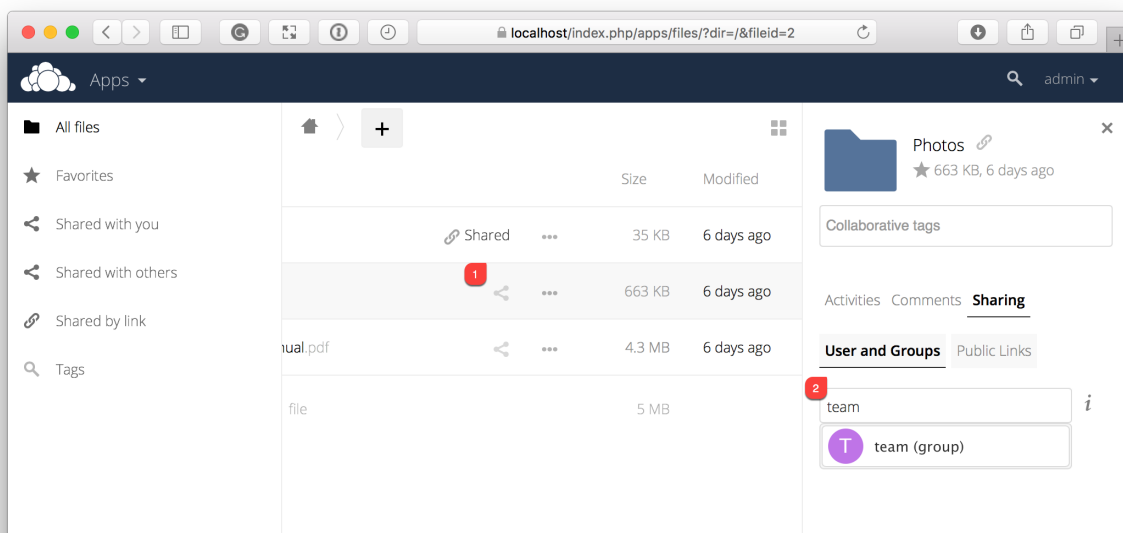 localhost/index.php/apps/files/?dir=/&fileid=2
Apps
admin
All files
Favorites
Shared with you
Shared with others
Shared by link
Tags
+
Size
Modified
Shared
35 KB
6 days ago
1
663 KB
6 days ago
nual.pdf
4.3 MB
6 days ago
file
5 MB
Photos
663 KB, 6 days ago
Collaborative tags
Activities Comments Sharing
User and Groups Public Links
2
team
i
T team (group)